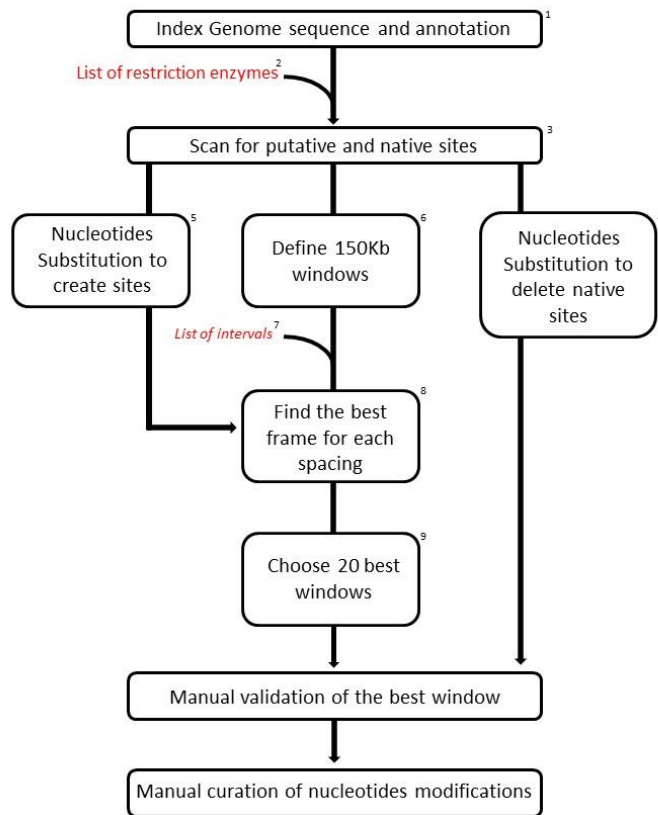 Index Genome sequence and annotation 1
List of restriction enzymes 2
Scan for putative and native sites 3
Nucleotides 5
Substitution to
create sites
Define 150Kb 6
windows
Nucleotides
Substitution to
delete native
sites
List of intervals 7
Find the best 8
frame for each
spacing
Choose 20 best 9
windows
Manual validation of the best window
Manual curation of nucleotides modifications